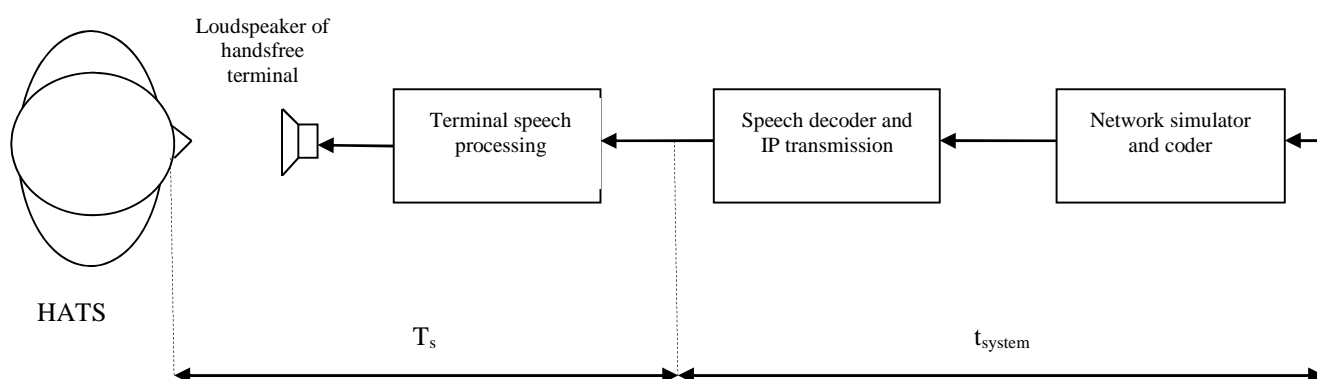 Loudspeaker of
handsfree
terminal
Terminal speech
processing
Speech decoder and
IP transmission
Network simulator
and coder
HATS
Ts
tsystem